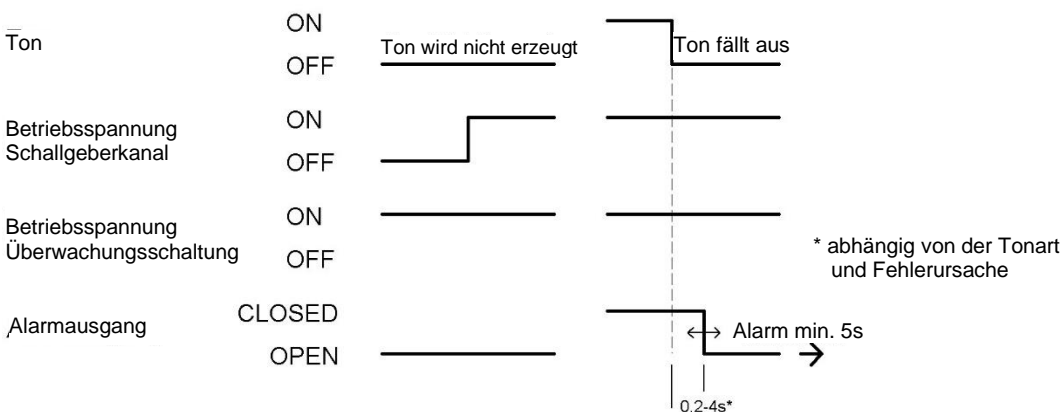 Ton
ON
OFF
Ton wird nicht erzeugt
Ton fällt aus
Betriebsspannung
Schallgeberkanal
ON
OFF
Betriebsspannung
Überwachungsschaltung
ON
OFF
* abhängig von der Tonart
und Fehlerursache
Alarmausgang
CLOSED
OPEN
Alarm min. 5s
0,2-4s*